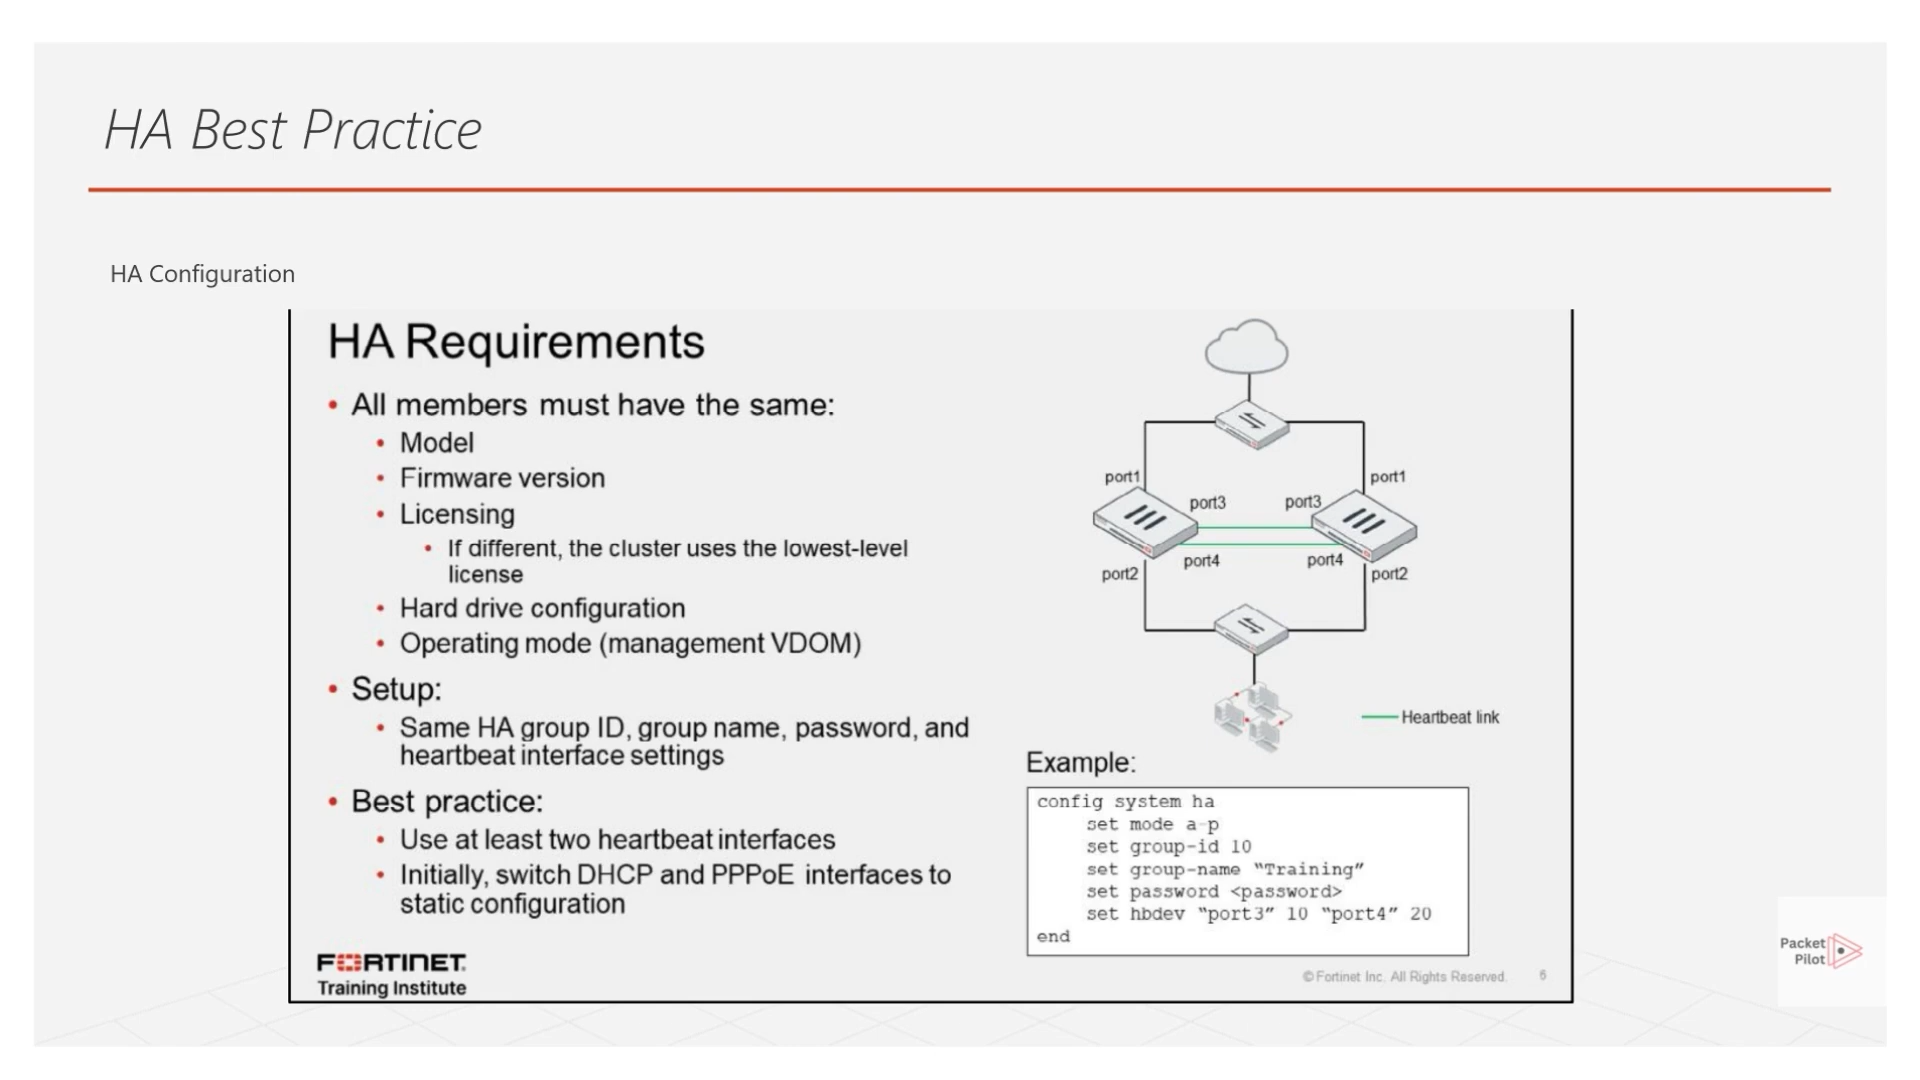 HA Best Practice
HA Configuration
HA Requirements
• All members must have the same:
• Model
• Firmware version
• Licensing
• If different, the cluster uses the lowest-level
license
• Hard drive configuration
• Operating mode (management VDOM)
• Setup:
• Same HA group ID, group name, password, and
heartbeat interface settings
• Best practice:
• Use at least two heartbeat interfaces
• Initially, switch DHCP and PPPoE interfaces to
static configuration
port1
port1
port3
port3
port4
port4
port2
port2
Heartbeat link
Example:
config system ha
set mode a-p
set group-id 10
set group-name “Training”
set password <password>
set hbdev “port3” 10 “port4” 20
end
FORTINET
Training Institute
© Fortinet Inc. All Rights Reserved.
6
Packet
Pilot